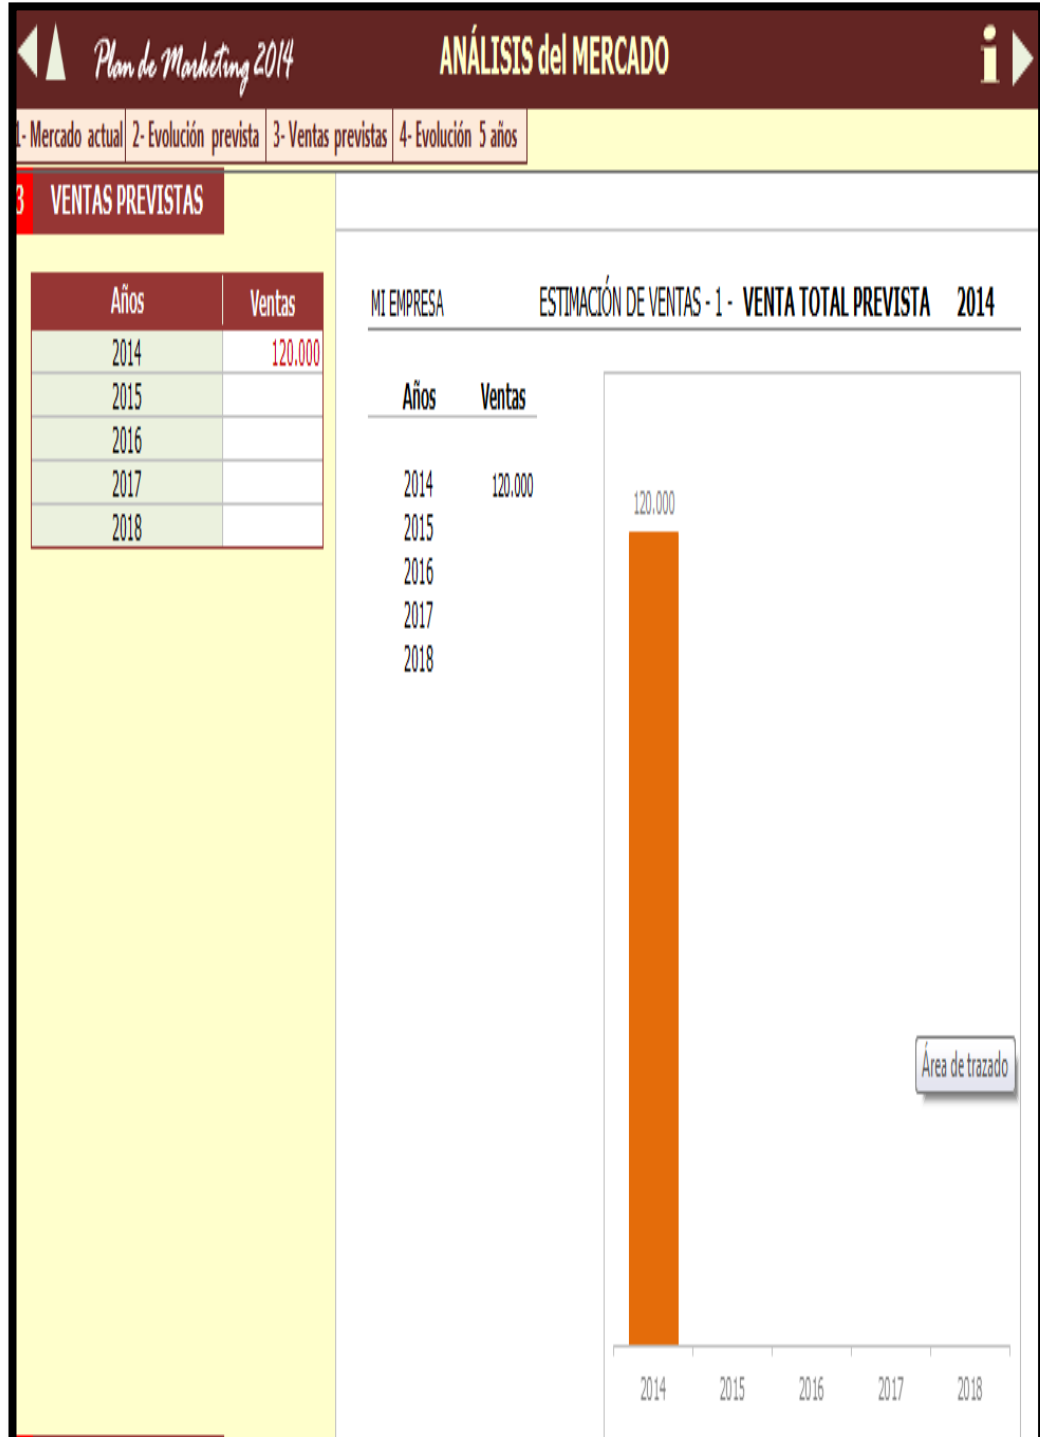 Plan de Marketing 2014
ANÁLISIS del MERCADO
i
1- Mercado actual
2- Evolución prevista
3- Ventas previstas
4- Evolución 5 años
3 VENTAS PREVISTAS
Años Ventas
2014 120.000
2015
2016
2017
2018
MI EMPRESA ESTIMACIÓN DE VENTAS - 1 - VENTA TOTAL PREVISTA 2014
Años Ventas
2014 120.000
2015
2016
2017
2018
120.000
Área de trazado
2014 2015 2016 2017 2018